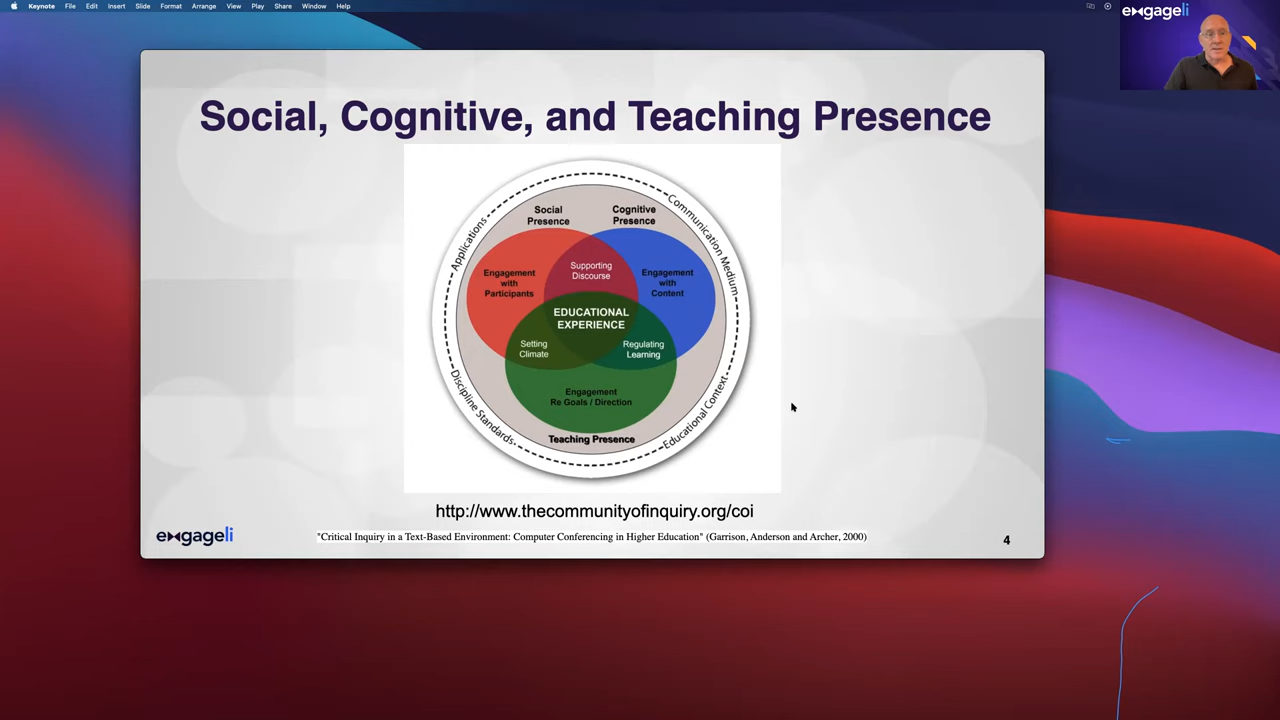 Keynote File Edit Insert Slide Format Arrange View Play Share Window Help
engageli
Social, Cognitive, and Teaching Presence
Social
Presence
Cognitive
Presence
Applications
Communication Medium
Engagement
with
Participants
Supporting
Discourse
Engagement
with
Content
EDUCATIONAL
EXPERIENCE
Setting
Climate
Regulating
Learning
Engagement
Re Goals / Direction
Teaching Presence
Discipline Standards
Educational Context
http://www.thecommunityofinquiry.org/coi
engageli
"Critical Inquiry in a Text-Based Environment: Computer Conferencing in Higher Education" (Garrison, Anderson and Archer, 2000)
4